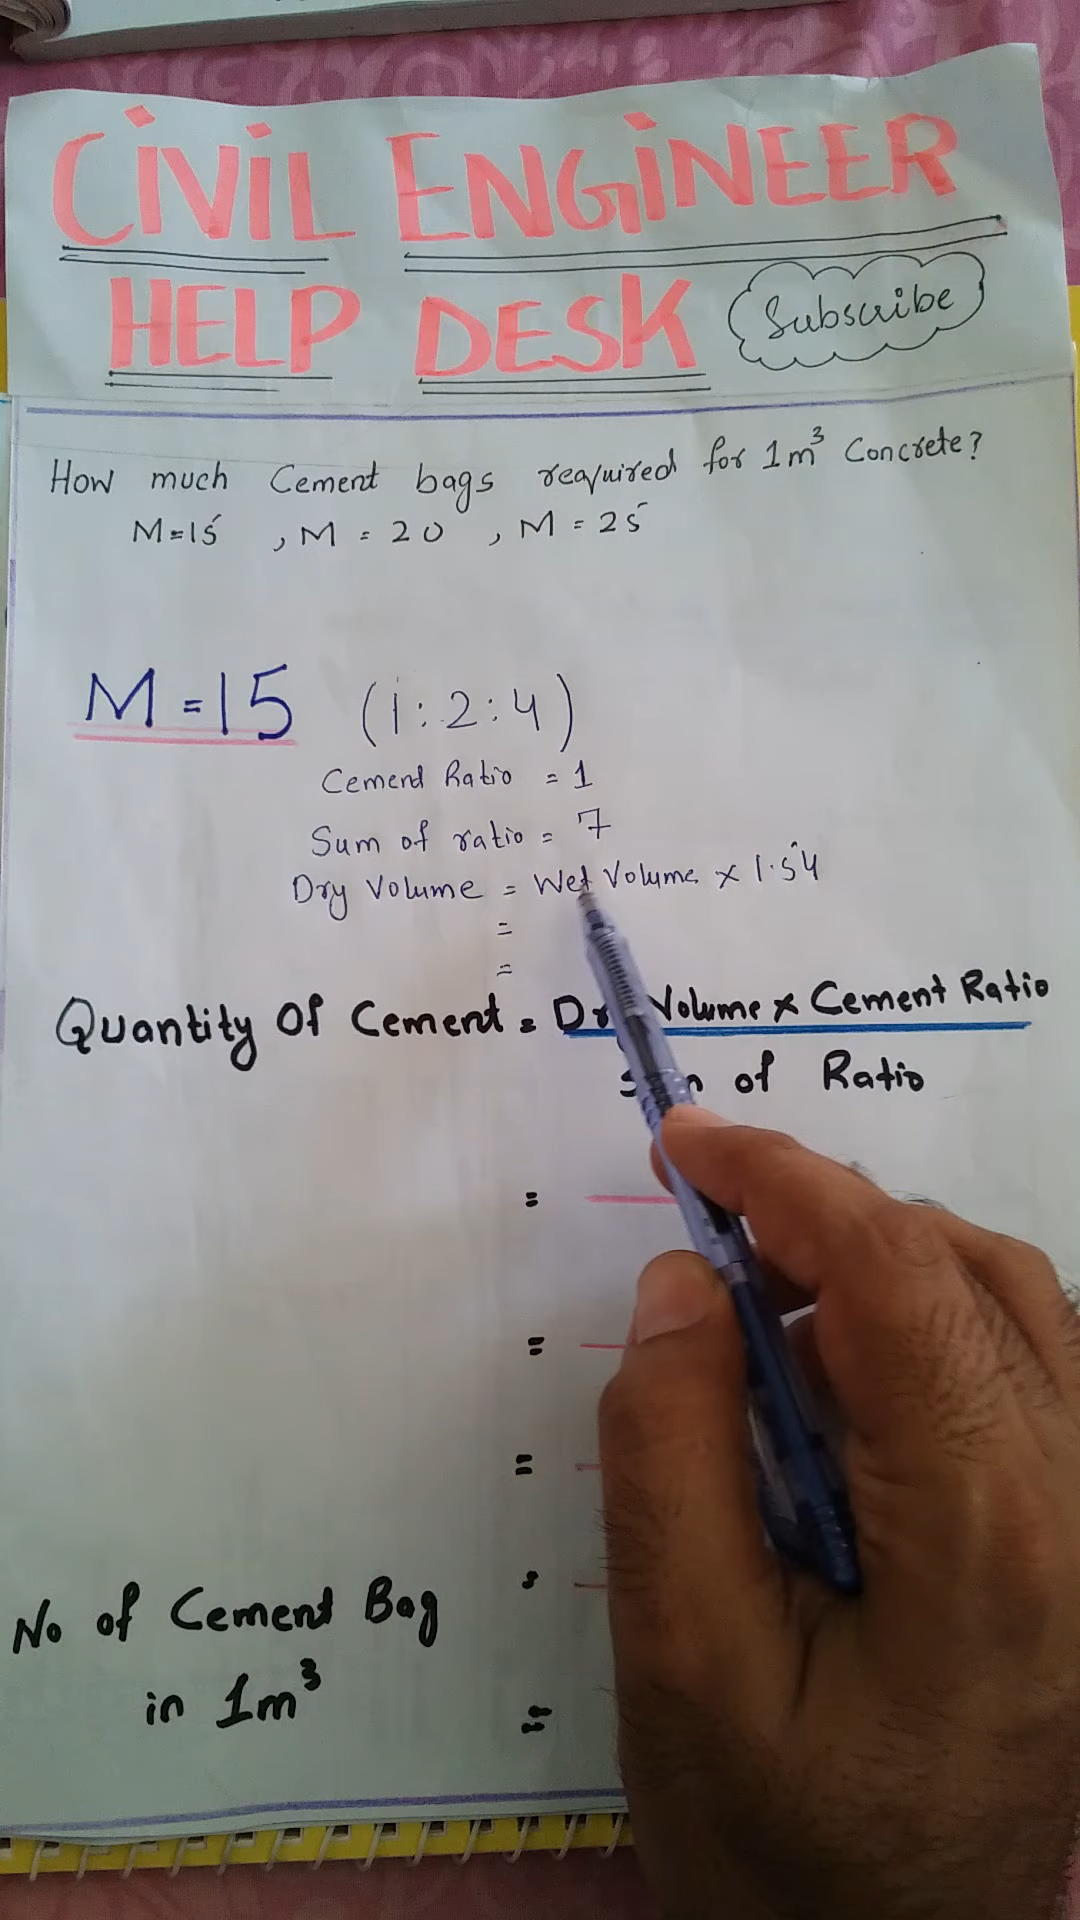 CIVIL ENGINEER
HELP DESK
Subscribe
How much Cement bags required for 1m³ Concrete?
M=15 , M = 20 , M = 25
M=15 (1:2:4)
Cement Ratio = 1
Sum of ratio = 7
Dry Volume = Wet Volume × 1.54
=
=
Quantity Of Cement = Dry Volume × Cement Ratio
of Ratio
=
=
=
No of Cement Bag
in 1m³
=